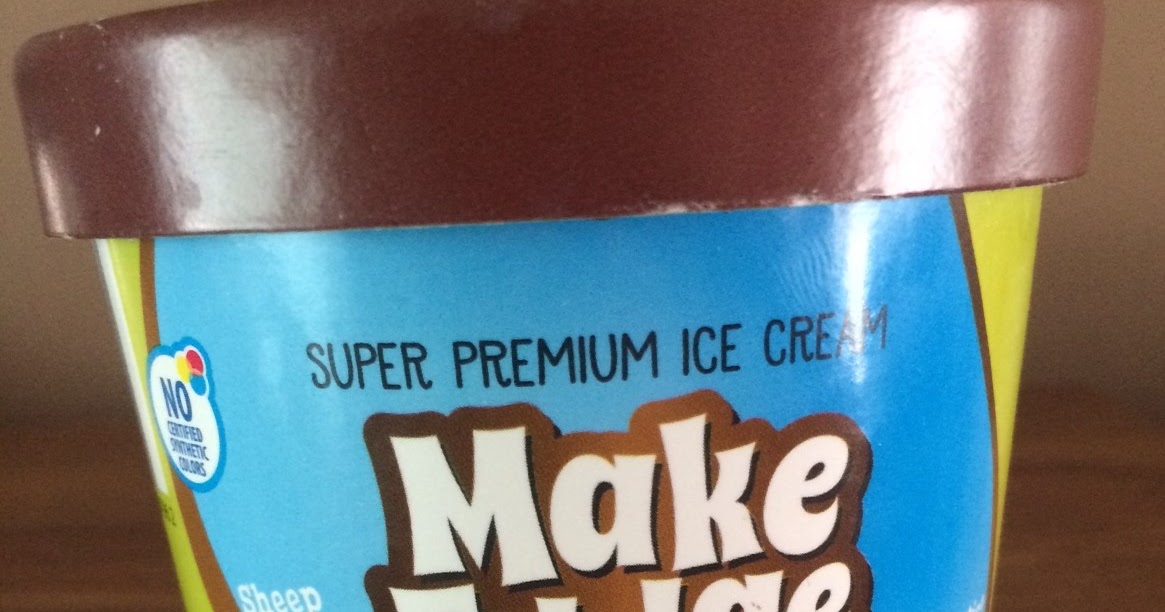 SUPER PREMIUM ICE CREAM
NO
CERTIFIED
SYNTHETIC
COLORS
Make
Sheep